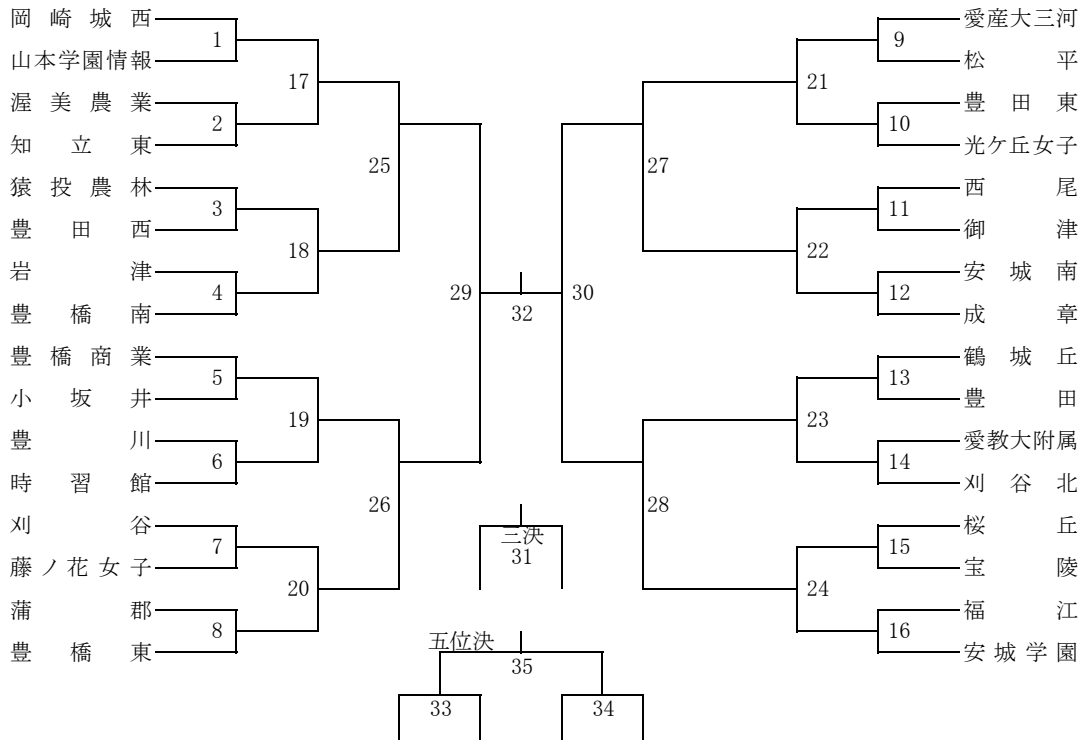 岡崎城西
1
山本学園情報
17
渥美農業
2
知立東
25
猿投農林
3
豊田西
18
岩津
4
豊橋南
29
豊橋商業
5
小坂井
19
豊川
6
時習館
26
刈谷
7
藤ノ花女子
20
蒲郡
8
豊橋東
32
三決
31
五位決
35
33
34
愛産大三河
9
松平
21
豊田東
10
光ケ丘女子
27
西尾
11
御津
22
安城南
12
成章
30
鶴城丘
13
豊田
23
愛教大附属
14
刈谷北
28
桜丘
15
宝陵
24
福江
16
安城学園